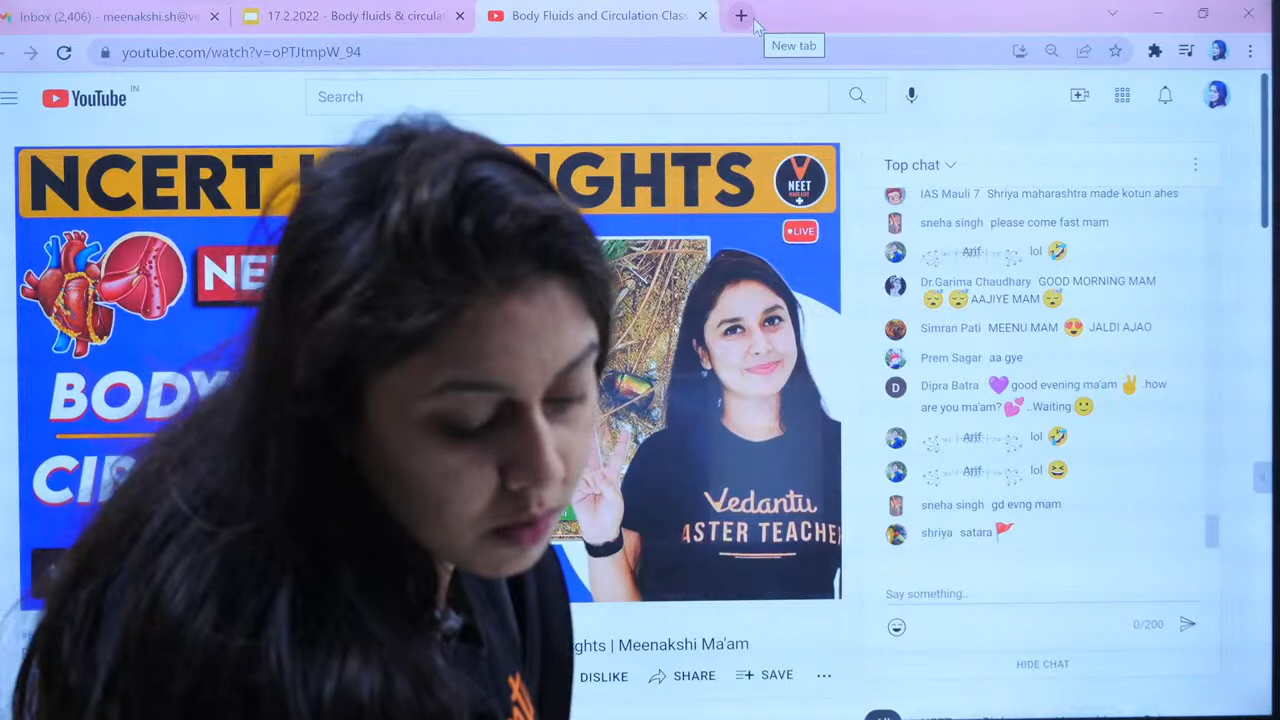 Inbox (2,406) - meenakshi.sh@ve
17.2.2022 - Body fluids & circula
Body Fluids and Circulation Clas
New tab
youtube.com/watch?v=oPTJtmpW_94
YouTube IN
Search
NCERT
GHTS
NEET
LIVE
NE
BODY
CI
Vedantu
ASTER TEACHE
ghts | Meenakshi Ma'am
DISLIKE
SHARE
SAVE
Top chat
IAS Mauli 7 Shriya maharashtra made kotun ahes
sneha singh please come fast mam
Arif lol 🤣
Dr.Garima Chaudhary GOOD MORNING MAM
😴 😴 AAJIYE MAM 😴
Simran Pati MEENU MAM 😍 JALDI AJAO
Prem Sagar aa gye
D
Dipra Batra 💜 good evening ma'am ✌ how
are you ma'am? 💕 ..Waiting 🙂
Arif lol 🤣
Arif lol 😆
sneha singh gd evng mam
shriya satara 🚩
Say something..
0/200
HIDE CHAT